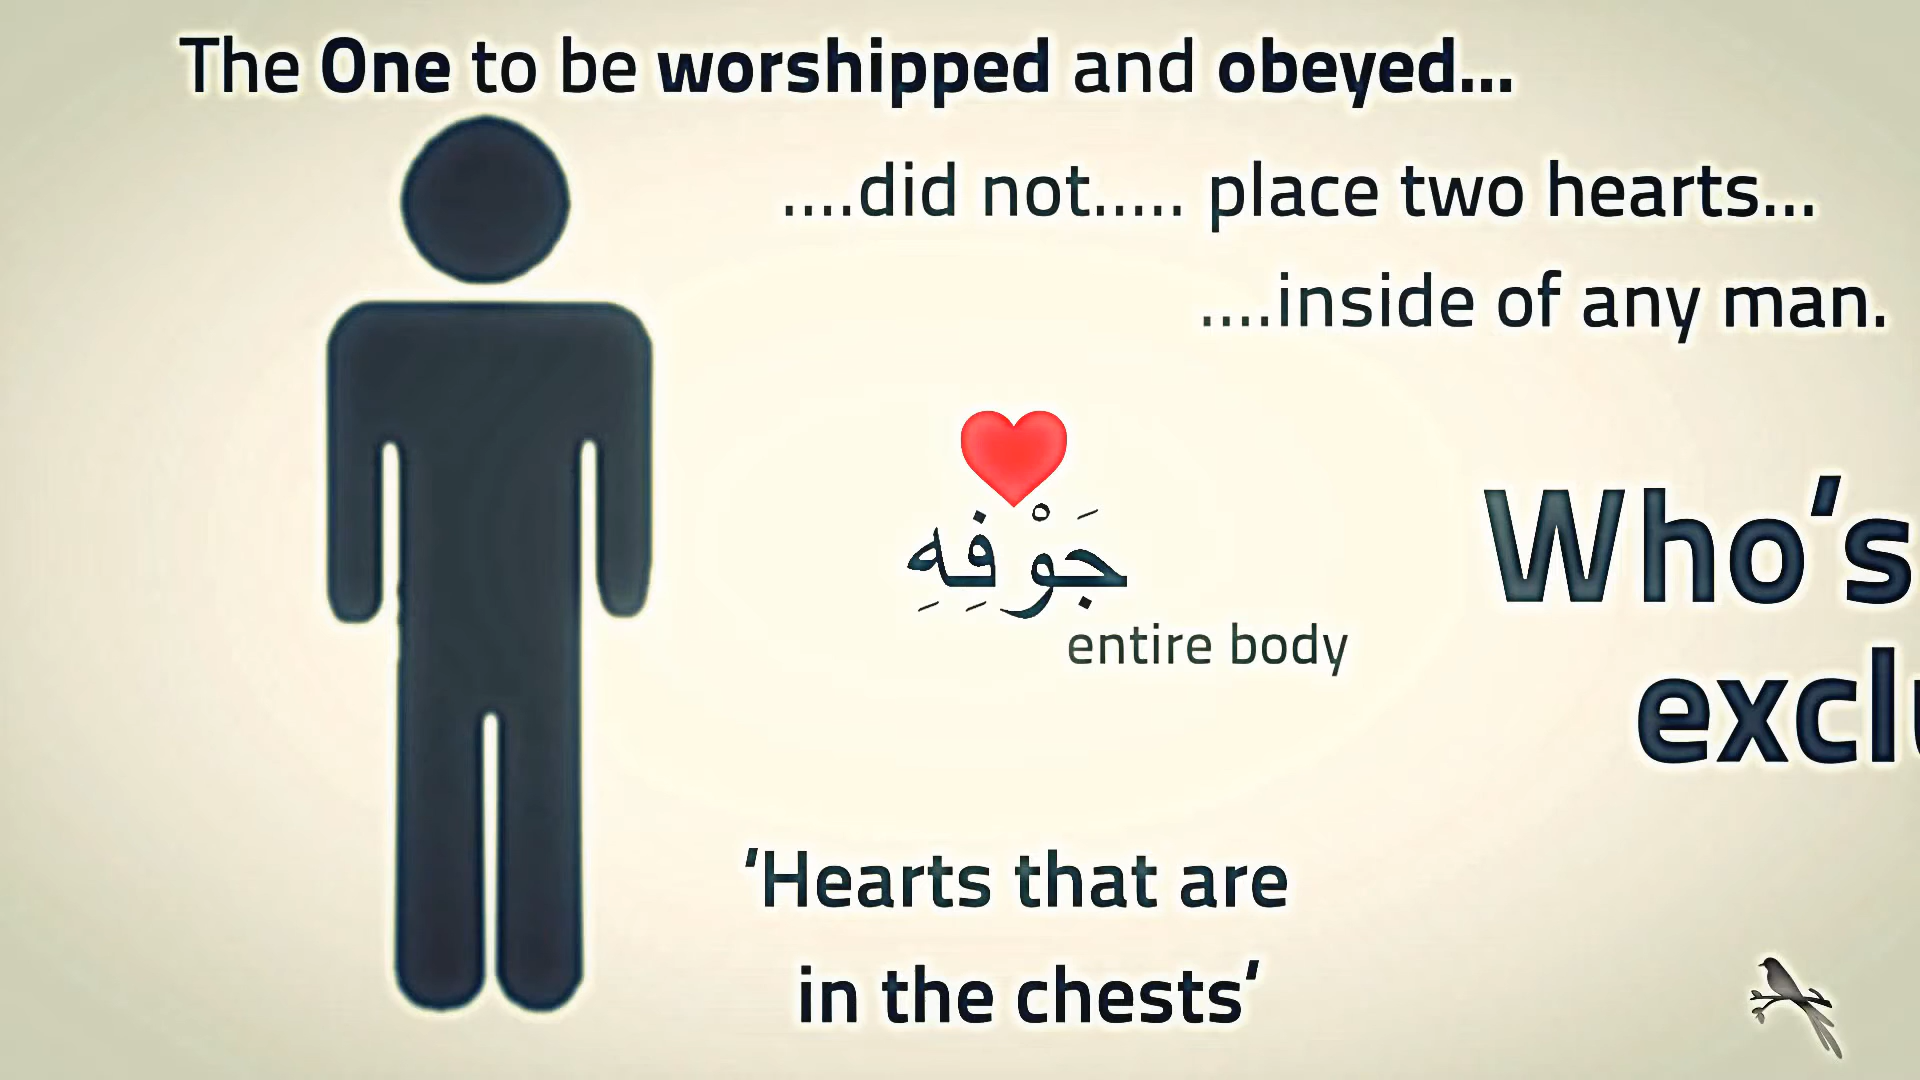 The One to be worshipped and obeyed...
....did not..... place two hearts...
....inside of any man.
جَوْفِهِ
entire body
Who's
exclu
'Hearts that are
in the chests'